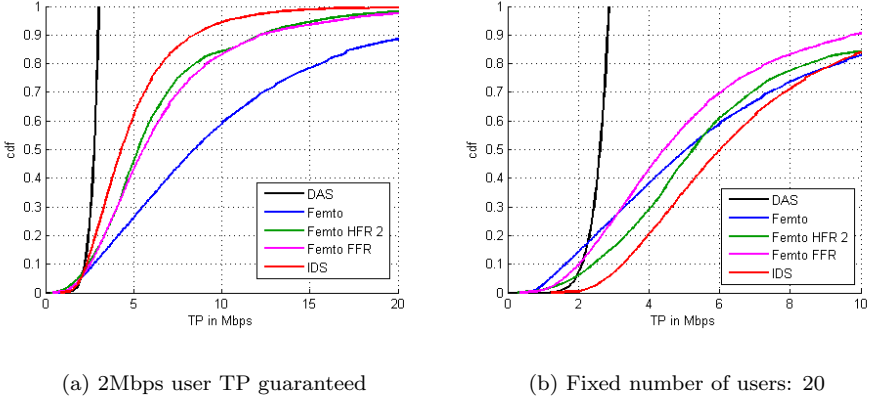 1
0.9
0.8
0.7
0.6
0.5
0.4
0.3
0.2
0.1
0
cdf
0 5 10 15 20
TP in Mbps
DAS
Femto
Femto HFR 2
Femto FFR
IDS
(a) 2Mbps user TP guaranteed
1
0.9
0.8
0.7
0.6
0.5
0.4
0.3
0.2
0.1
0
cdf
0 2 4 6 8 10
TP in Mbps
DAS
Femto
Femto HFR 2
Femto FFR
IDS
(b) Fixed number of users: 20